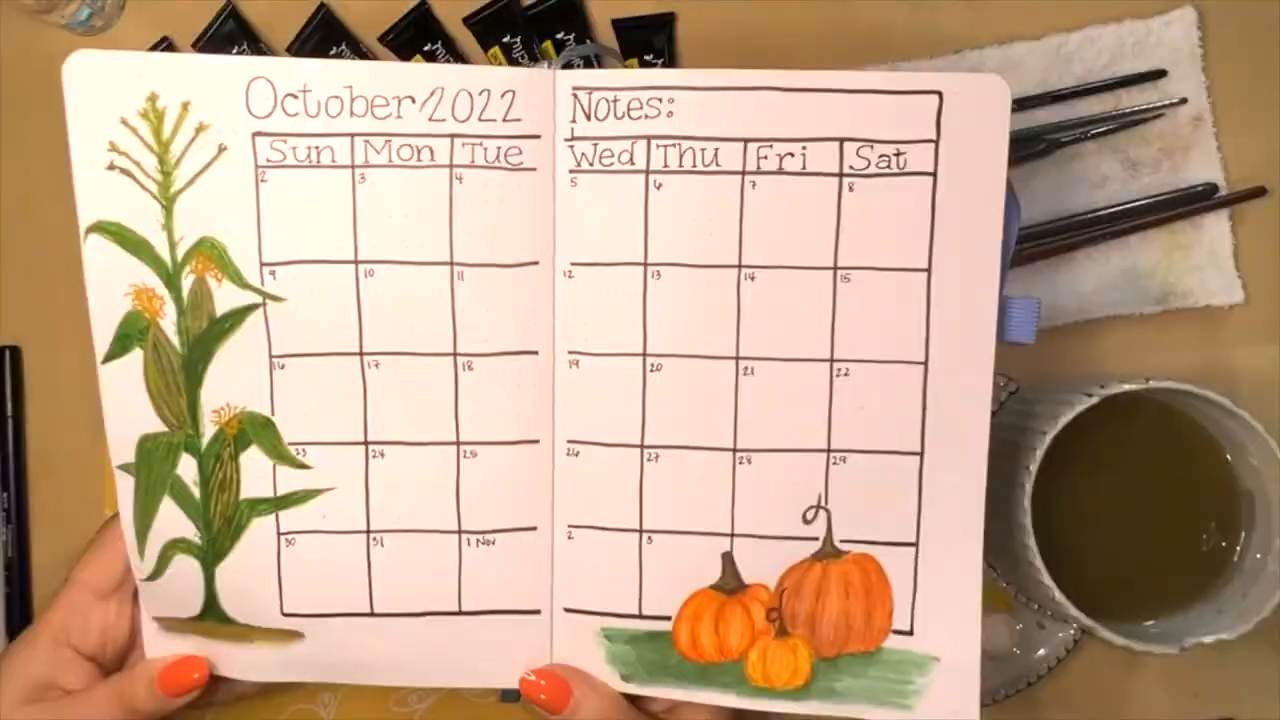 October 2022
Notes:
Sun Mon Tue Wed Thu Fri Sat
2 3 4 5 6 7 8
9 10 11 12 13 14 15
16 17 18 19 20 21 22
23 24 25 26 27 28 29
30 31 1 Nov 2 3